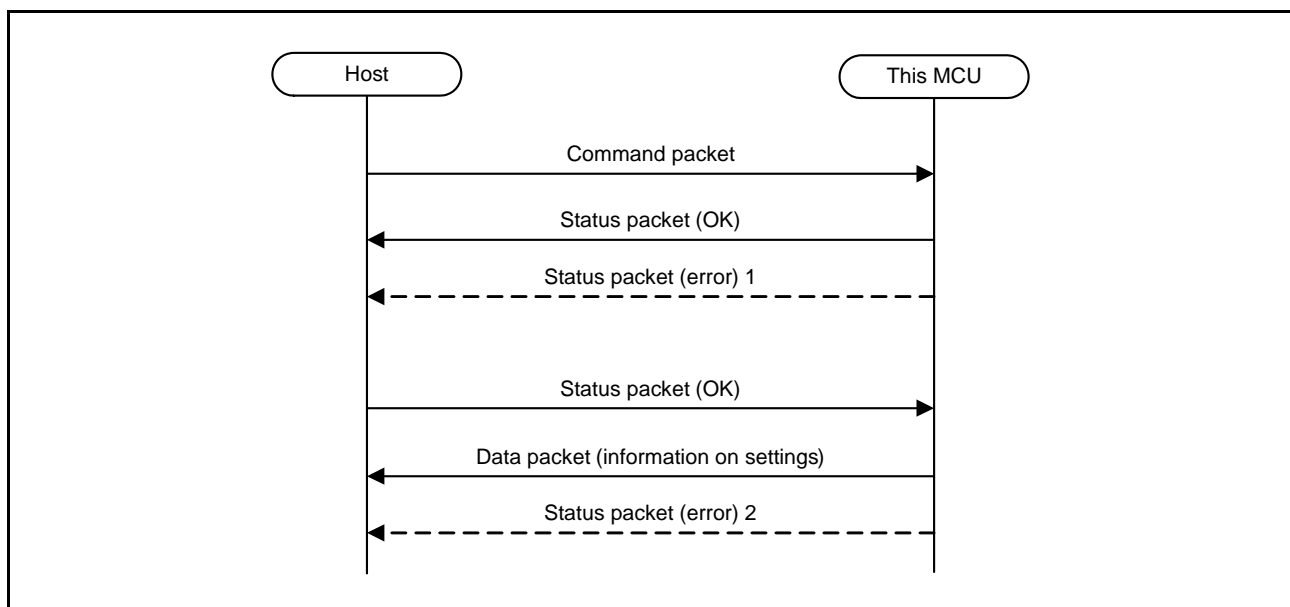 Host
This MCU
Command packet
Status packet (OK)
Status packet (error) 1
Status packet (OK)
Data packet (information on settings)
Status packet (error) 2